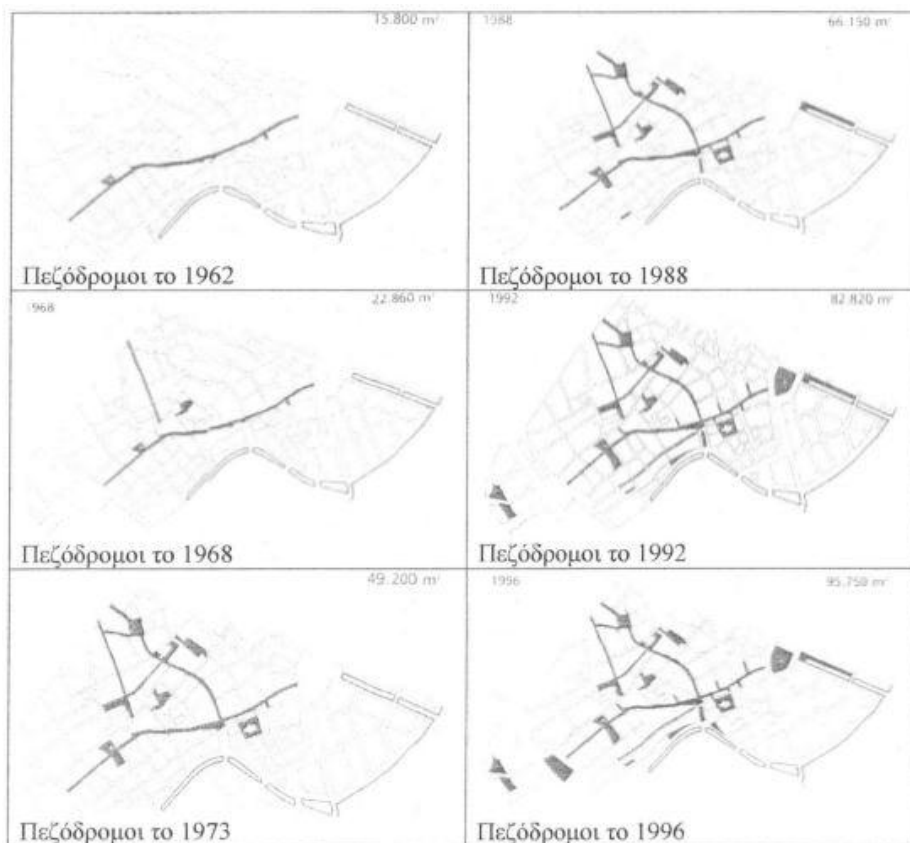 15.800 m²
Πεζόδρομοι το 1962
1988
66.150 m²
Πεζόδρομοι το 1988
1968
22.860 m²
Πεζόδρομοι το 1968
1992
82.820 m²
Πεζόδρομοι το 1992
49.200 m²
Πεζόδρομοι το 1973
1996
95.750 m²
Πεζόδρομοι το 1996